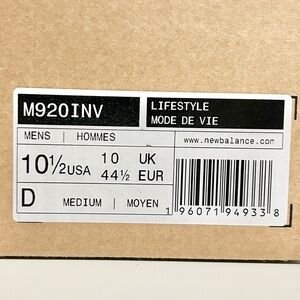 M920INV
LIFESTYLE
MODE DE VIE
MENS | HOMMES
www.newbalance.com
10½USA
10 UK
44½ EUR
D MEDIUM | MOYEN
1 96071 94933 8